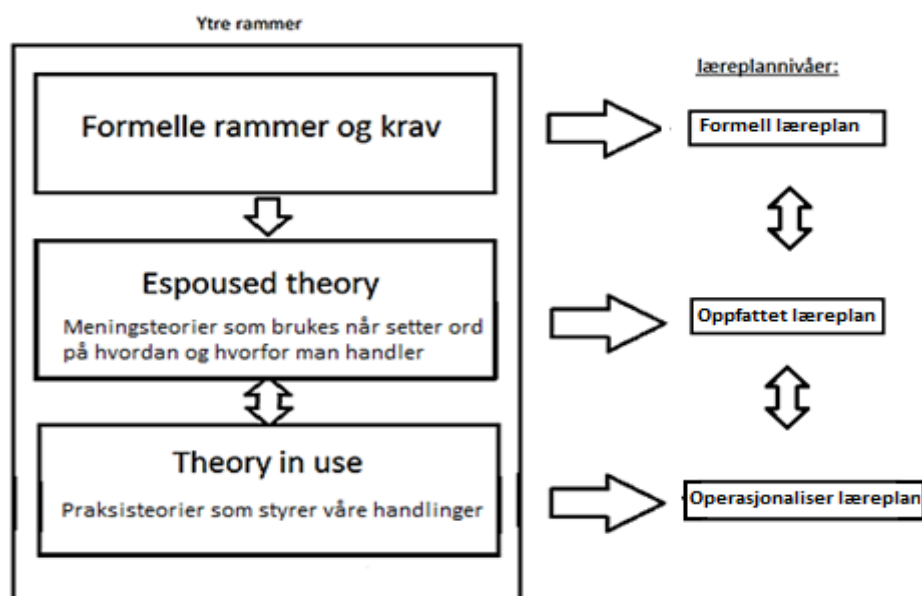 Ytre rammer
læreplannivåer:
Formelle rammer og krav
Formell læreplan
Espoused theory
Meningsteorier som brukes når setter ord
på hvordan og hvorfor man handler
Oppfattet læreplan
Theory in use
Praksisteorier som styrer våre handlinger
Operasjonaliser læreplan